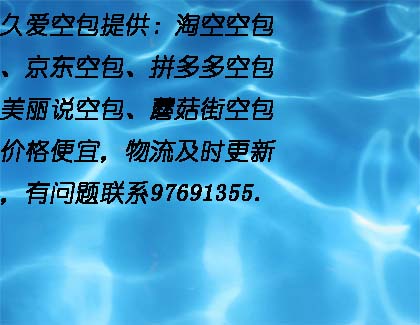 久爱空包提供：淘空空包
、京东空包、拼多多空包
美丽说空包、蘑菇街空包
价格便宜，物流及时更新
，有问题联系97691355.